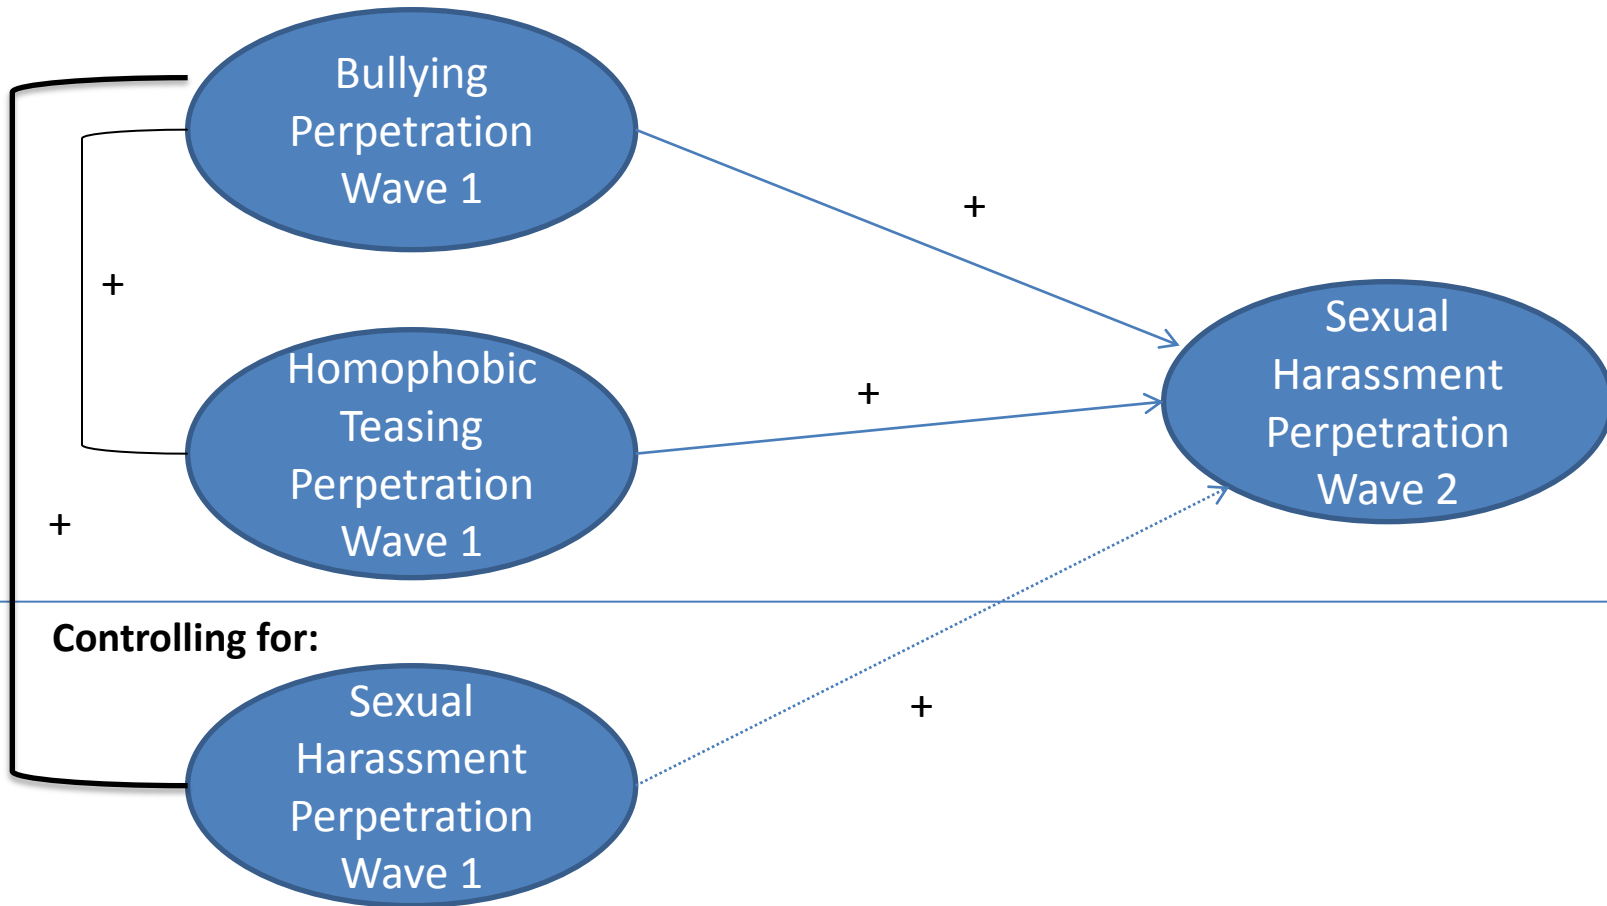 Bullying
Perpetration
Wave 1
+
+
Homophobic
Teasing
Perpetration
Wave 1
+
Sexual
Harassment
Perpetration
Wave 2
+
Controlling for:
Sexual
Harassment
Perpetration
Wave 1
+